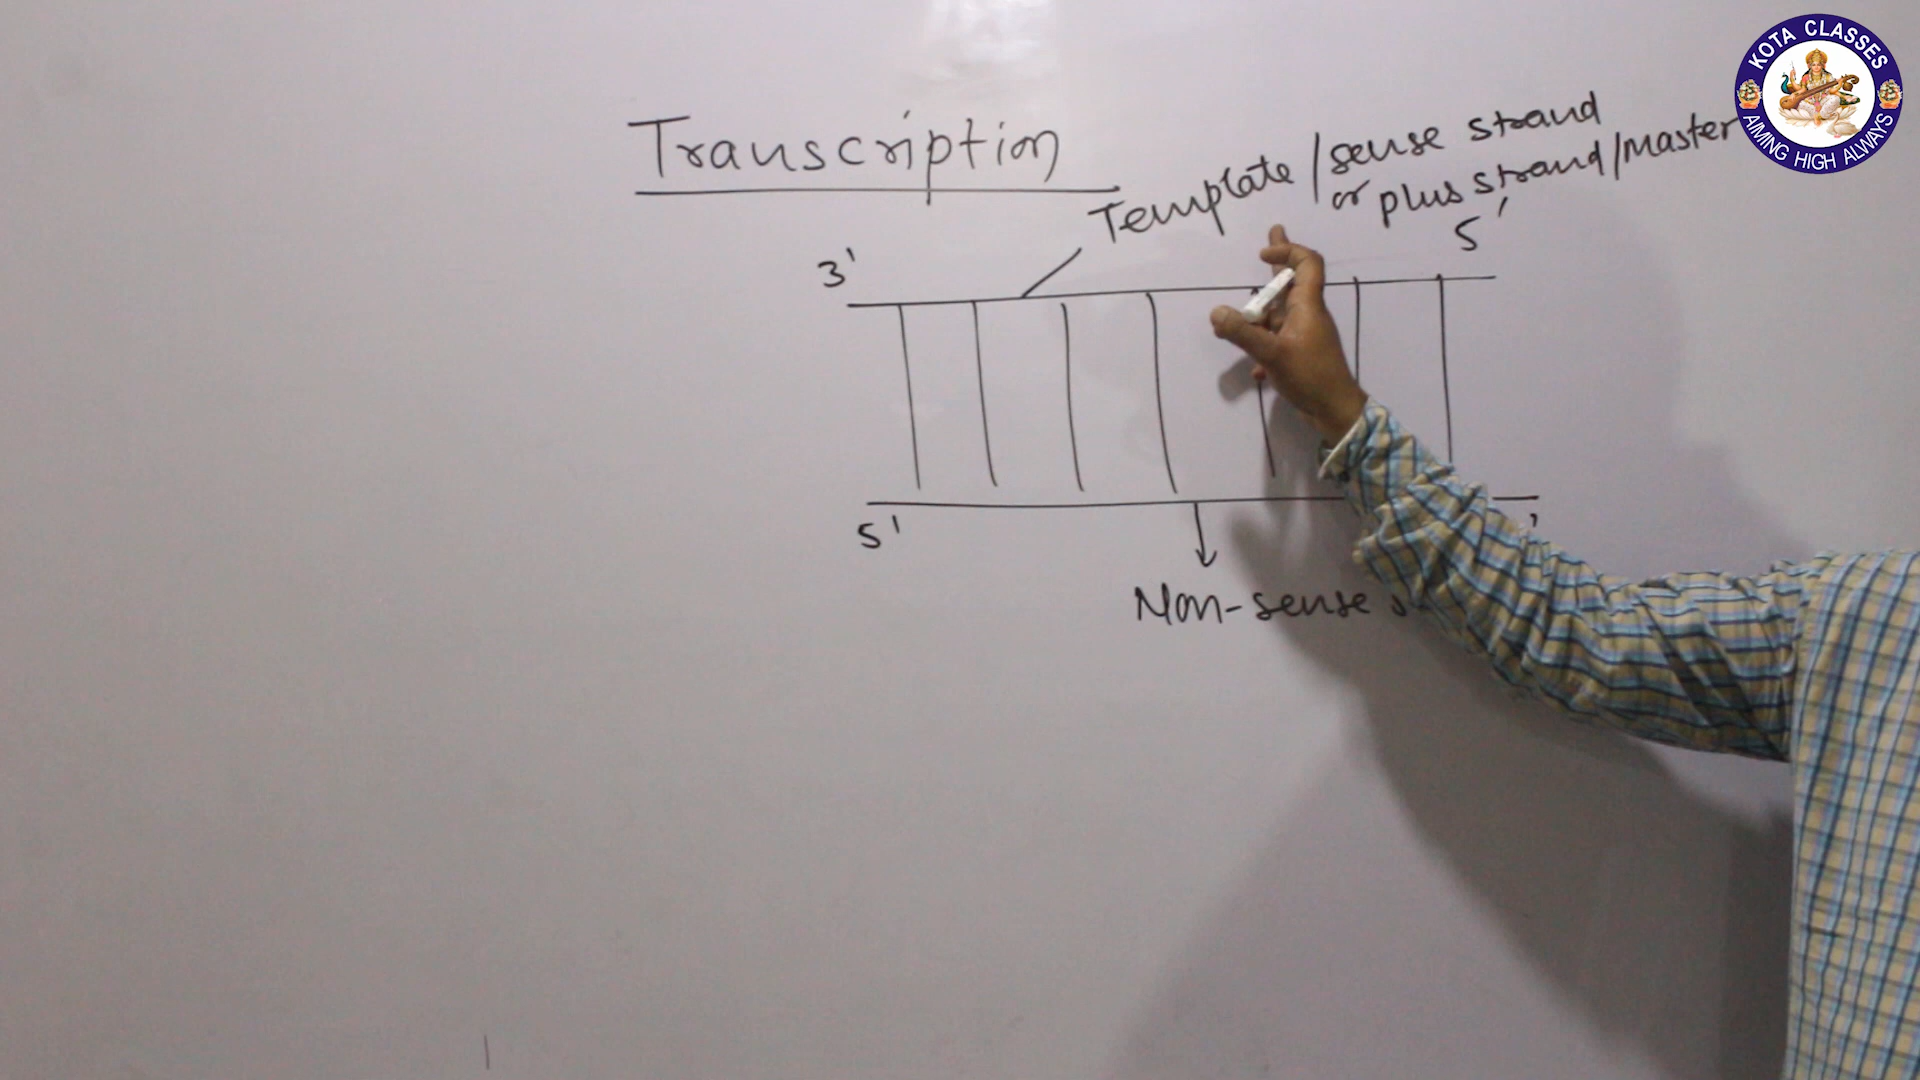 KOTA CLASSES
AIMING HIGH ALWAYS
Transcription
Template/sense strand
or plus strand/Master
3'
5'
5'
'
Non-sense